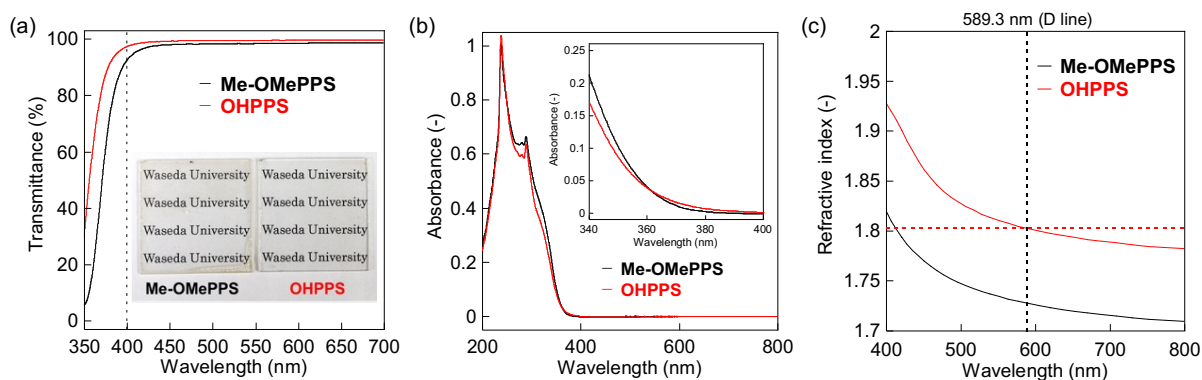 (a)
100
80
60
40
20
0
Transmittance (%)
350 400 450 500 550 600 650 700
Wavelength (nm)
Me-OMePPS
OHPPS
Waseda University Waseda University
Waseda University Waseda University
Waseda University Waseda University
Waseda University Waseda University
Me-OMePPS OHPPS
(b)
1
0.8
0.6
0.4
0.2
0
Absorbance (-)
200 400 600 800
Wavelength (nm)
0.25
0.2
0.15
0.1
0.05
0
Absorbance (-)
340 360 380 400
Wavelength (nm)
Me-OMePPS
OHPPS
(c)
589.3 nm (D line)
2
1.95
1.9
1.85
1.8
1.75
1.7
Refractive index (-)
400 500 600 700 800
Wavelength (nm)
Me-OMePPS
OHPPS